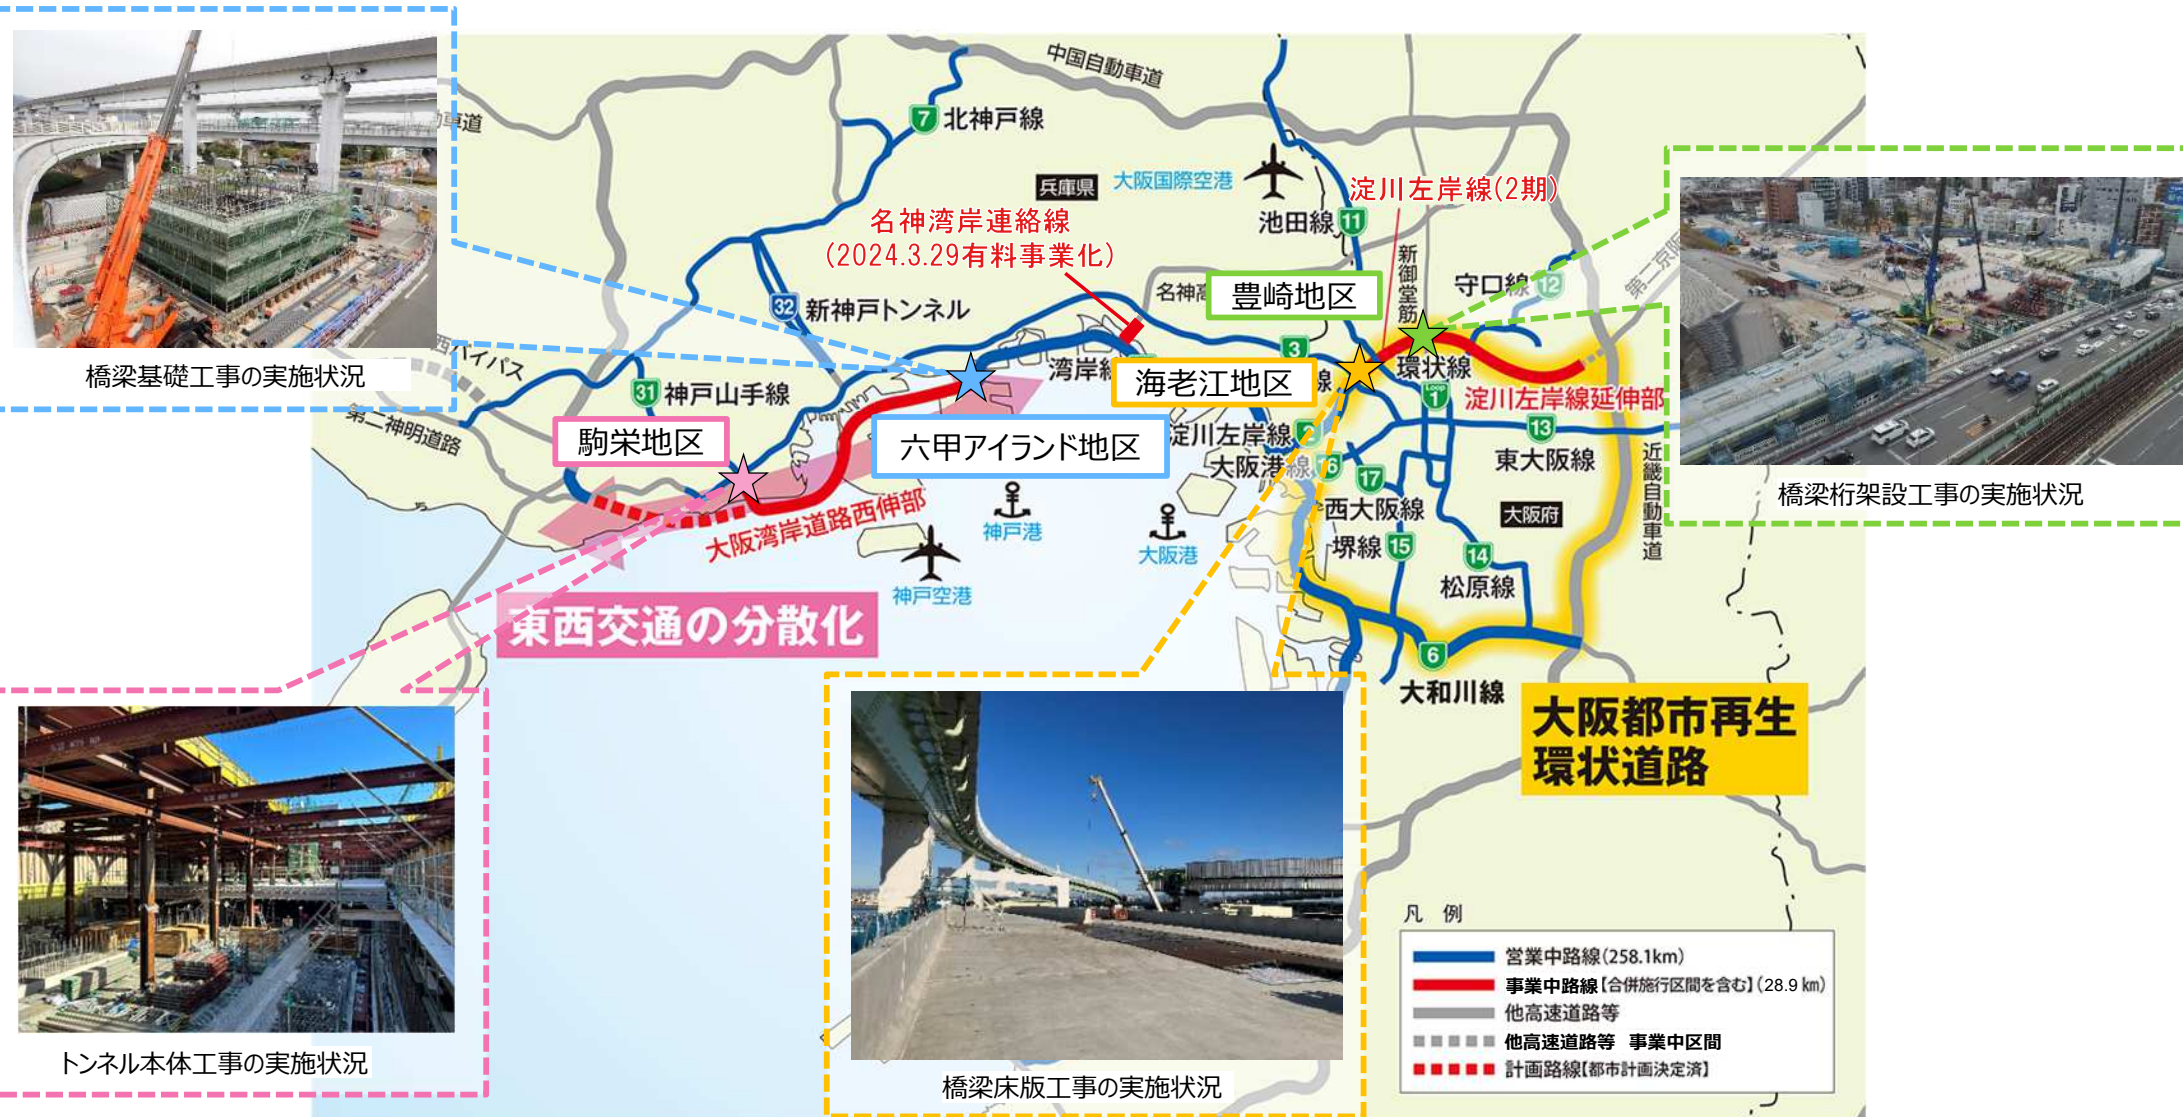 中国自動車道
車道
7 北神戸線
兵庫県
大阪国際空港
淀川左岸線(2期)
名神湾岸連絡線
(2024.3.29有料事業化)
池田線 11
新御堂筋
守口線 12
第二京阪
橋梁基礎工事の実施状況
32 新神戸トンネル
名神高
豊崎地区
橋梁桁架設工事の実施状況
西バイパス
第二神明道路
31 神戸山手線
湾岸線
3
海老江地区
線
環状線
Loop 1
淀川左岸線延伸部
駒栄地区
六甲アイランド地区
淀川左岸線 2
大阪港線 16
17
13
東大阪線
近畿自動車道
西大阪線
大阪府
堺線 15
14
松原線
大阪湾岸道路西伸部
神戸港
大阪港
神戸空港
東西交通の分散化
6
大和川線
大阪都市再生
環状道路
トンネル本体工事の実施状況
橋梁床版工事の実施状況
凡 例
営業中路線(258.1km)
事業中路線【合併施行区間を含む】(28.9 km)
他高速道路等
他高速道路等 事業中区間
計画路線【都市計画決定済】